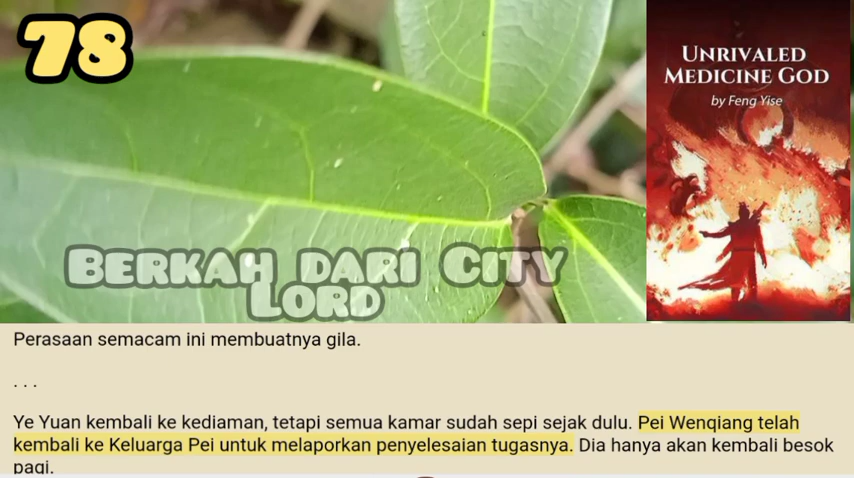 78
UNRIVALED
MEDICINE GOD
by Feng Yise
BERKAH DARI CITY
LORD
Perasaan semacam ini membuatnya gila.
. . .
Ye Yuan kembali ke kediaman, tetapi semua kamar sudah sepi sejak dulu. Pei Wenqiang telah
kembali ke Keluarga Pei untuk melaporkan penyelesaian tugasnya. Dia hanya akan kembali besok
pagi.